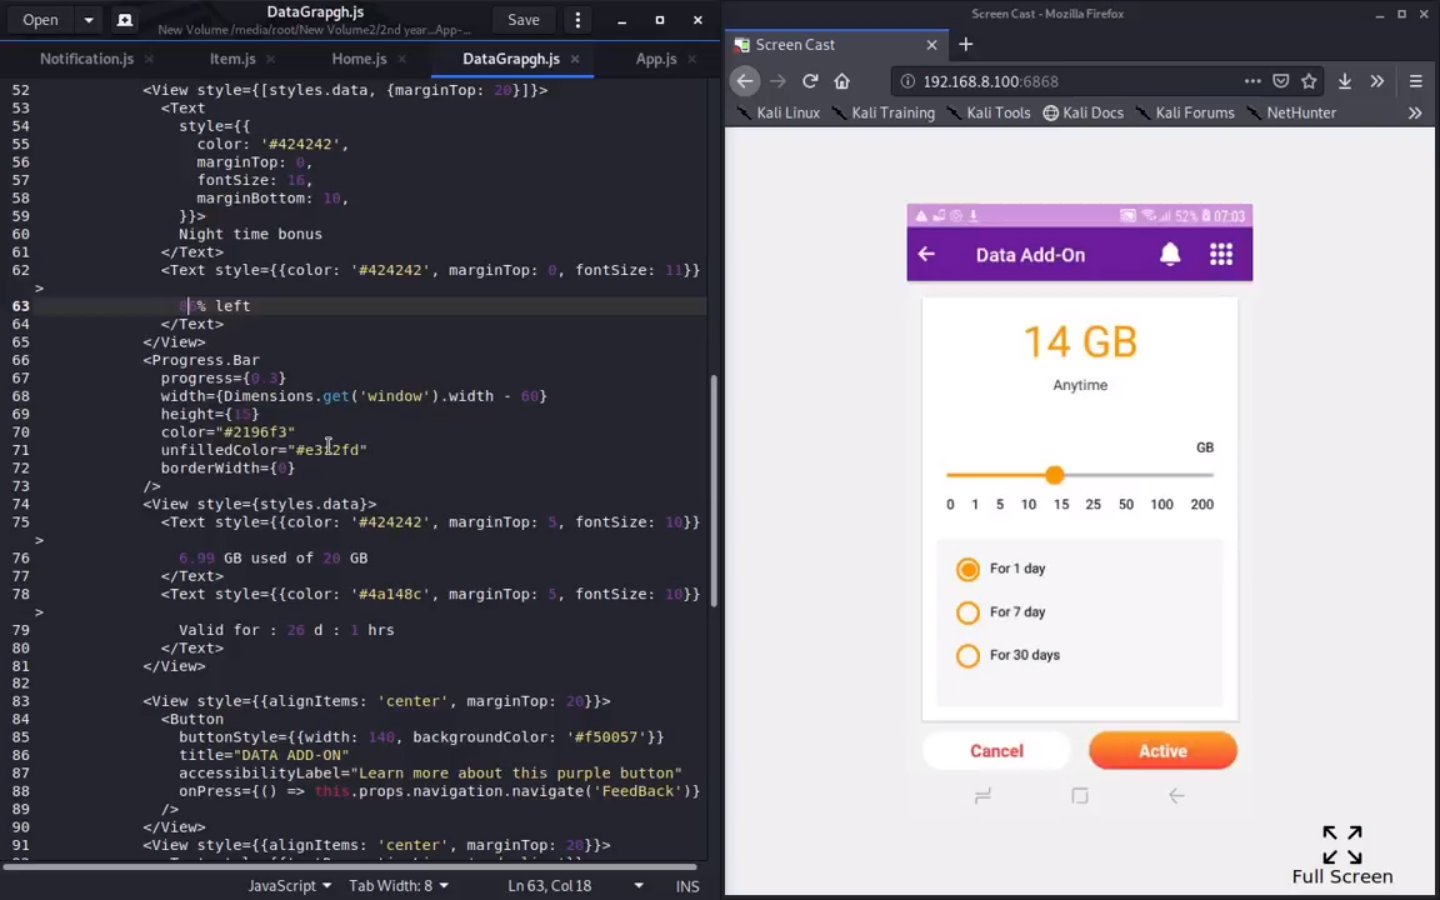 Open
DataGrapgh.js
New Volume /media/root/New Volume2/2nd year...App-...
Save
Notification.js
Item.js
Home.js
DataGrapgh.js
App.js
52 <View style={[styles.data, {marginTop: 20}]}>
53 <Text
54 style={{
55 color: '#424242',
56 marginTop: 0,
57 fontSize: 16,
58 marginBottom: 10,
59 }}>
60 Night time bonus
61 </Text>
62 <Text style={{color: '#424242', marginTop: 0, fontSize: 11}}
>
63 % left
64 </Text>
65 </View>
66 <Progress.Bar
67 progress={0.3}
68 width={Dimensions.get('window').width - 60}
69 height={15}
70 color="#2196f3"
71 unfilledColor="#e3f2fd"
72 borderWidth={0}
73 />
74 <View style={styles.data}>
75 <Text style={{color: '#424242', marginTop: 5, fontSize: 10}}
>
76 6.99 GB used of 20 GB
77 </Text>
78 <Text style={{color: '#4a148c', marginTop: 5, fontSize: 10}}
>
79 Valid for : 26 d : 1 hrs
80 </Text>
81 </View>
82
83 <View style={{alignItems: 'center', marginTop: 20}}>
84 <Button
85 buttonStyle={{width: 140, backgroundColor: '#f50057'}}
86 title="DATA ADD-ON"
87 accessibilityLabel="Learn more about this purple button"
88 onPress={() => this.props.navigation.navigate('FeedBack')}
89 />
90 </View>
91 <View style={{alignItems: 'center', marginTop: 20}}>
JavaScript
Tab Width: 8
Ln 63, Col 18
INS
Screen Cast - Mozilla Firefox
Screen Cast
192.168.8.100:6868
Kali Linux
Kali Training
Kali Tools
Kali Docs
Kali Forums
NetHunter
52% 07:03
Data Add-On
14 GB
Anytime
GB
0 1 5 10 15 25 50 100 200
For 1 day
For 7 day
For 30 days
Cancel
Active
Full Screen